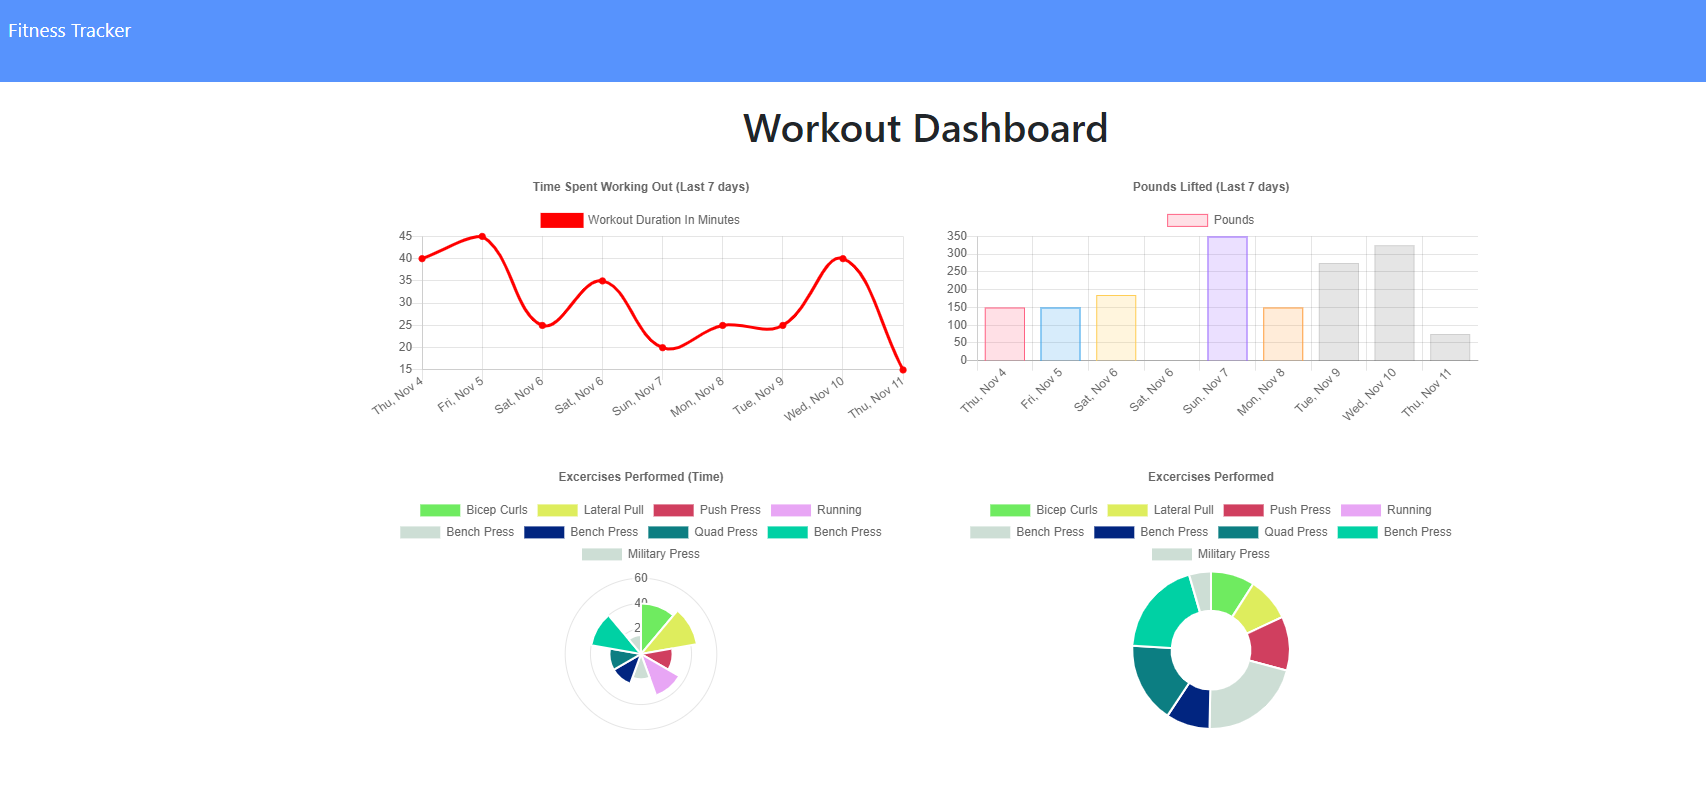 Fitness Tracker
Workout Dashboard
Time Spent Working Out (Last 7 days)
Workout Duration In Minutes
45
40
35
30
25
20
15
Thu, Nov 4
Fri, Nov 5
Sat, Nov 6
Sat, Nov 6
Sun, Nov 7
Mon, Nov 8
Tue, Nov 9
Wed, Nov 10
Thu, Nov 11
Pounds Lifted (Last 7 days)
Pounds
350
300
250
200
150
100
50
0
Thu, Nov 4
Fri, Nov 5
Sat, Nov 6
Sat, Nov 6
Sun, Nov 7
Mon, Nov 8
Tue, Nov 9
Wed, Nov 10
Thu, Nov 11
Excercises Performed (Time)
Bicep Curls Lateral Pull Push Press Running
Bench Press Bench Press Quad Press Bench Press
Military Press
60
40
2
Excercises Performed
Bicep Curls Lateral Pull Push Press Running
Bench Press Bench Press Quad Press Bench Press
Military Press